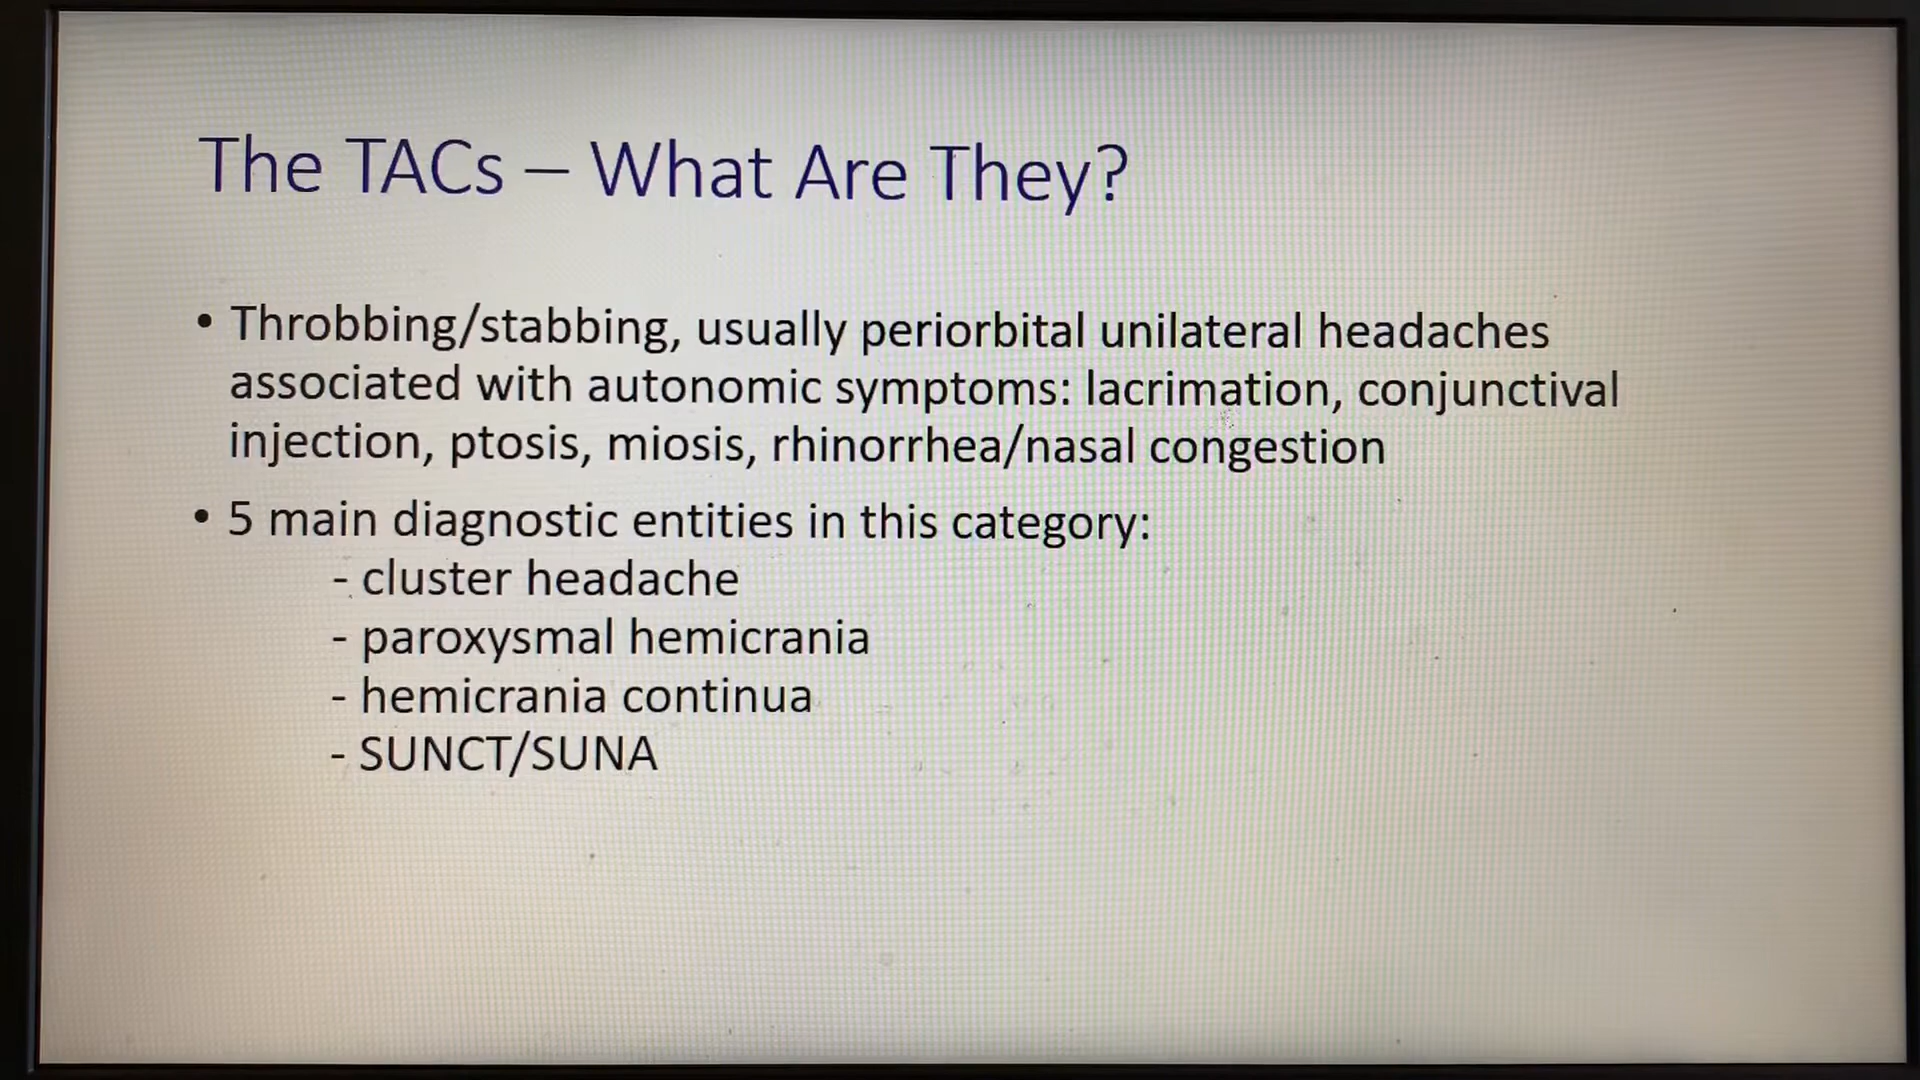 The TACs – What Are They?
• Throbbing/stabbing, usually periorbital unilateral headaches
associated with autonomic symptoms: lacrimation, conjunctival
injection, ptosis, miosis, rhinorrhea/nasal congestion
• 5 main diagnostic entities in this category:
- cluster headache
- paroxysmal hemicrania
- hemicrania continua
- SUNCT/SUNA